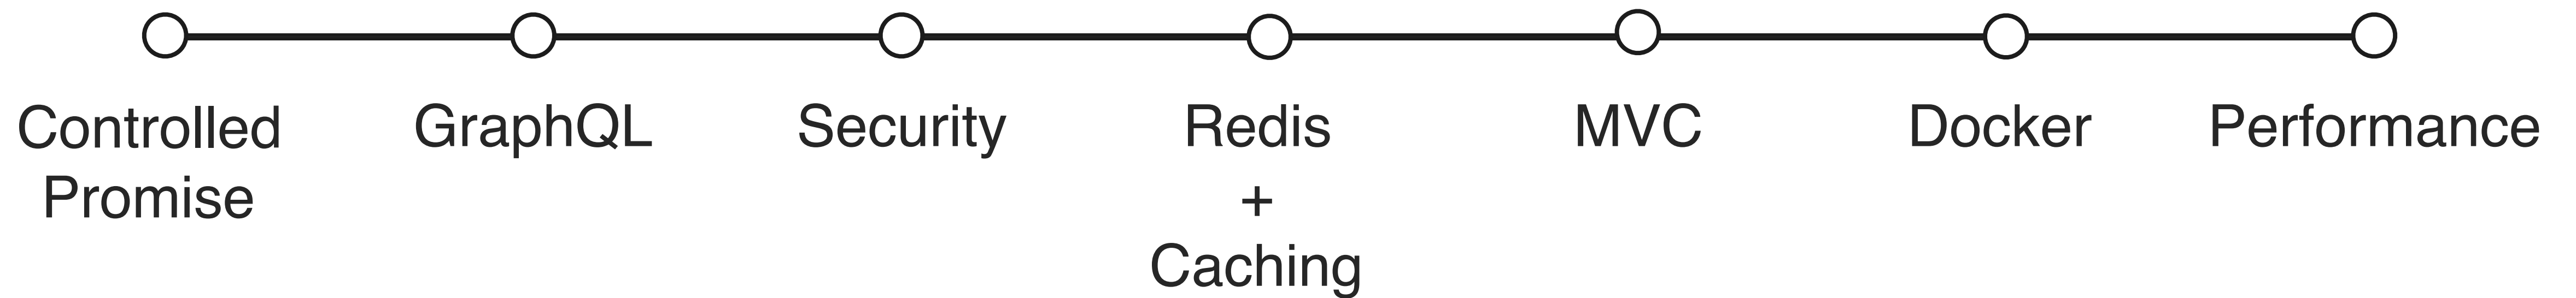 Controlled
Promise
GraphQL
Security
Redis
+
Caching
MVC
Docker
Performance